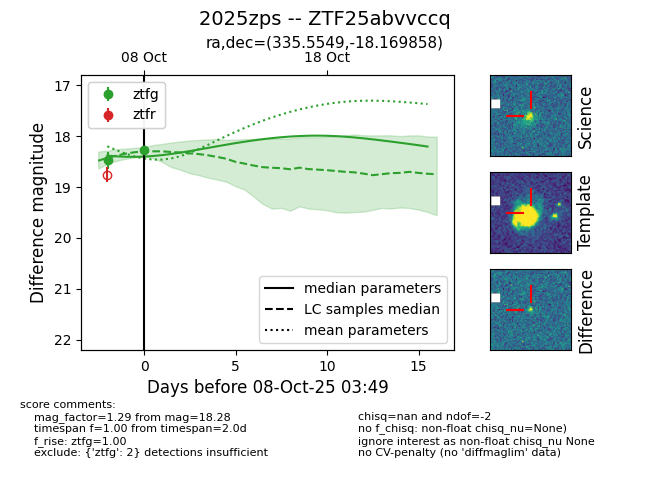 2025zps -- ZTF25abvvccq
ra,dec=(335.5549,-18.169858)
08 Oct
18 Oct
ztfg
ztfr
17
18
19
20
21
22
Difference magnitude
median parameters
LC samples median
mean parameters
0
5
10
15
Days before 08-Oct-25 03:49
Science
Template
Difference
score comments:
mag_factor=1.29 from mag=18.28
timespan f=1.00 from timespan=2.0d
f_rise: ztfg=1.00
exclude: {'ztfg': 2} detections insufficient
chisq=nan and ndof=-2
no f_chisq: non-float chisq_nu=None)
ignore interest as non-float chisq_nu None
no CV-penalty (no 'diffmaglim' data)